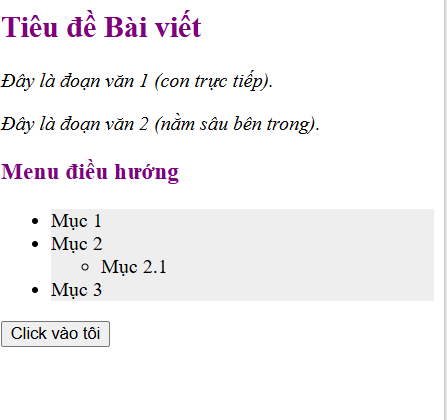 Tiêu đề Bài viết
Đây là đoạn văn 1 (con trực tiếp).
Đây là đoạn văn 2 (nằm sâu bên trong).
Menu điều hướng
Mục 1
Mục 2
Mục 2.1
Mục 3
Click vào tôi